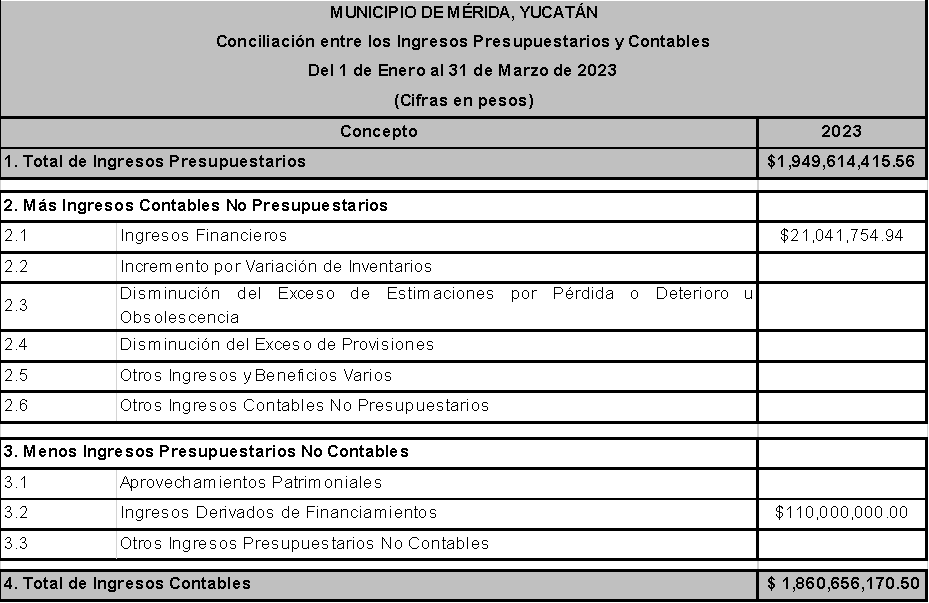 MUNICIPIO DE MÉRIDA, YUCATÁN
Conciliación entre los Ingresos Presupuestarios y Contables
Del 1 de Enero al 31 de Marzo de 2023
(Cifras en pesos)
Concepto 2023
1. Total de Ingresos Presupuestarios $1,949,614,415.56
2. Más Ingresos Contables No Presupuestarios
2.1 Ingresos Financieros $21,041,754.94
2.2 Incremento por Variación de Inventarios
2.3 Disminución del Exceso de Estimaciones por Pérdida o Deterioro u
Obsolescencia
2.4 Disminución del Exceso de Provisiones
2.5 Otros Ingresos y Beneficios Varios
2.6 Otros Ingresos Contables No Presupuestarios
3. Menos Ingresos Presupuestarios No Contables
3.1 Aprovechamientos Patrimoniales
3.2 Ingresos Derivados de Financiamientos $110,000,000.00
3.3 Otros Ingresos Presupuestarios No Contables
4. Total de Ingresos Contables $ 1,860,656,170.50